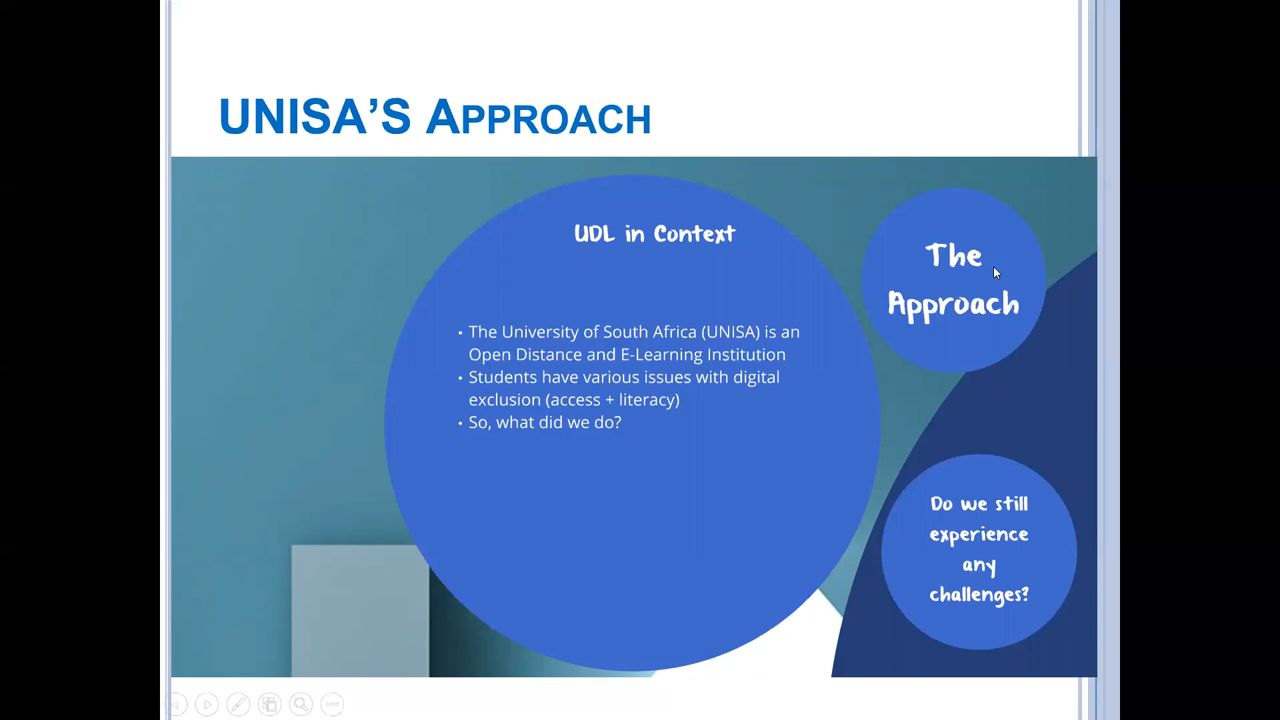 UNISA'S APPROACH
UDL in Context
• The University of South Africa (UNISA) is an
Open Distance and E-Learning Institution
• Students have various issues with digital
exclusion (access + literacy)
• So, what did we do?
The
Approach
Do we still
experience
any
challenges?